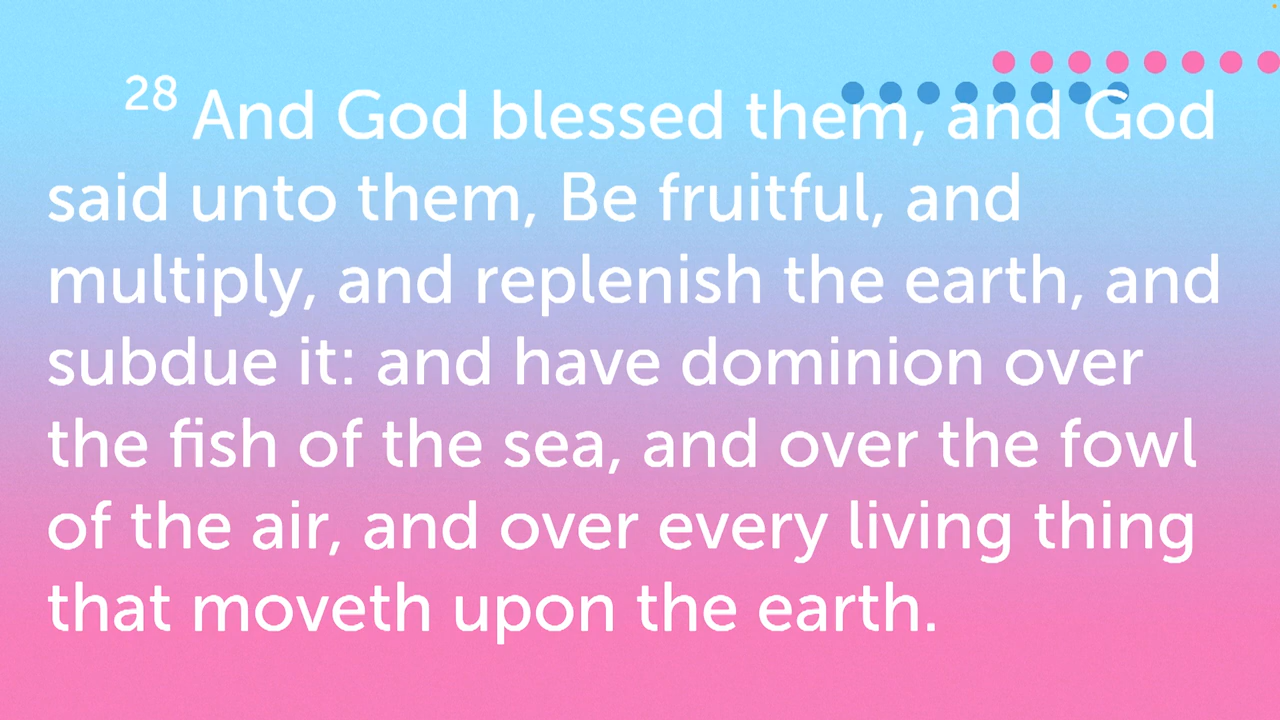 28 And God blessed them, and God
said unto them, Be fruitful, and
multiply, and replenish the earth, and
subdue it: and have dominion over
the fish of the sea, and over the fowl
of the air, and over every living thing
that moveth upon the earth.